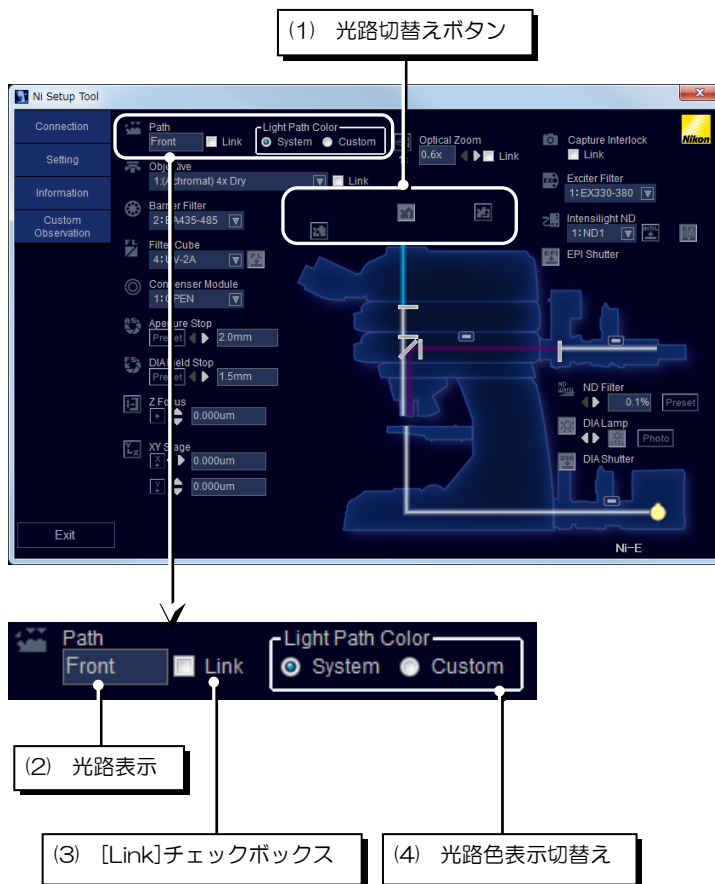 (1) 光路切替えボタン
Ni Setup Tool
Connection
Setting
Information
Custom
Observation
Exit
Path
Front
Link
Light Path Color
System
Custom
Objective
1:(Achromat) 4x Dry
Link
Barrier Filter
2:BA435-485
Filter Cube
4:UV-2A
Condenser Module
1:OPEN
Aperture Stop
Preset
2.0mm
DIA Field Stop
Preset
1.5mm
Z Focus
0.000um
XY Stage
X
0.000um
Y
0.000um
Optical Zoom
0.6x
Link
Capture Interlock
Link
Nikon
Exciter Filter
1:EX330-380
Intensilight ND
1:ND1
EPI Shutter
ND Filter
0.1%
Preset
DIA Lamp
Photo
DIA Shutter
Ni-E
Path
Front
Link
Light Path Color
System
Custom
(2) 光路表示
(3) [Link]チェックボックス
(4) 光路色表示切替え